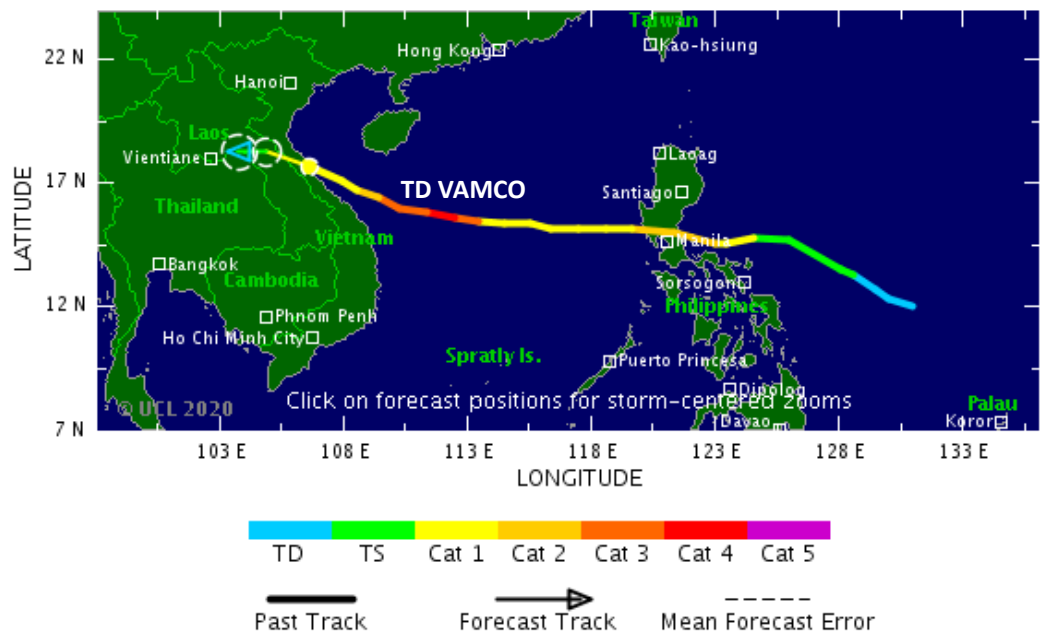 Taiwan
22 N
Hong Kong
Kao-hsiung
Hanoi
Laos
Vientiane
Laoag
17 N
TD VAMCO
Santiago
Thailand
Vietnam
Manila
LATITUDE
Bangkok
Cambodia
Sorsogon
12 N
Philippines
Phnom Penh
Ho Chi Minh City
Spratly Is.
Puerto Princesa
Dipolog
© UCL 2020
Click on forecast positions for storm-centered zooms
Palau
7 N
Davao
Koror
103 E 108 E 113 E 118 E 123 E 128 E 133 E
LONGITUDE
TD TS Cat 1 Cat 2 Cat 3 Cat 4 Cat 5
Past Track Forecast Track Mean Forecast Error